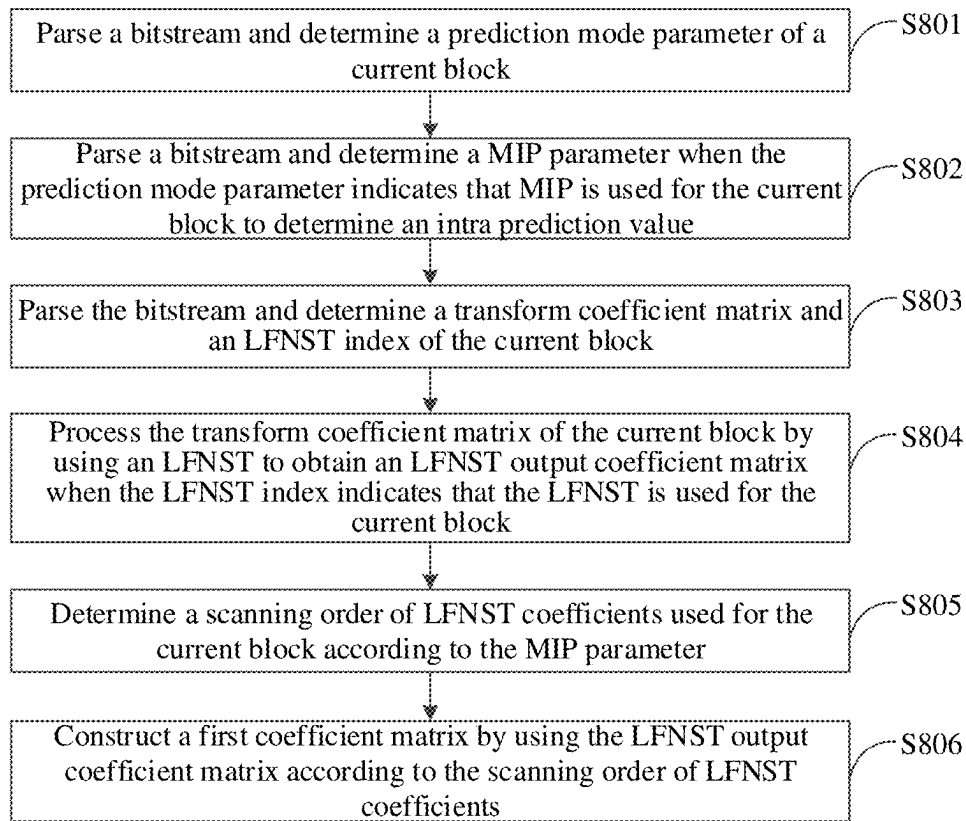 Parse a bitstream and determine a prediction mode parameter of a
current block
S801
Parse a bitstream and determine a MIP parameter when the
prediction mode parameter indicates that MIP is used for the current
block to determine an intra prediction value
S802
Parse the bitstream and determine a transform coefficient matrix and
an LFNST index of the current block
S803
Process the transform coefficient matrix of the current block by
using an LFNST to obtain an LFNST output coefficient matrix
when the LFNST index indicates that the LFNST is used for the
current block
S804
Determine a scanning order of LFNST coefficients used for the
current block according to the MIP parameter
S805
Construct a first coefficient matrix by using the LFNST output
coefficient matrix according to the scanning order of LFNST
coefficients
S806